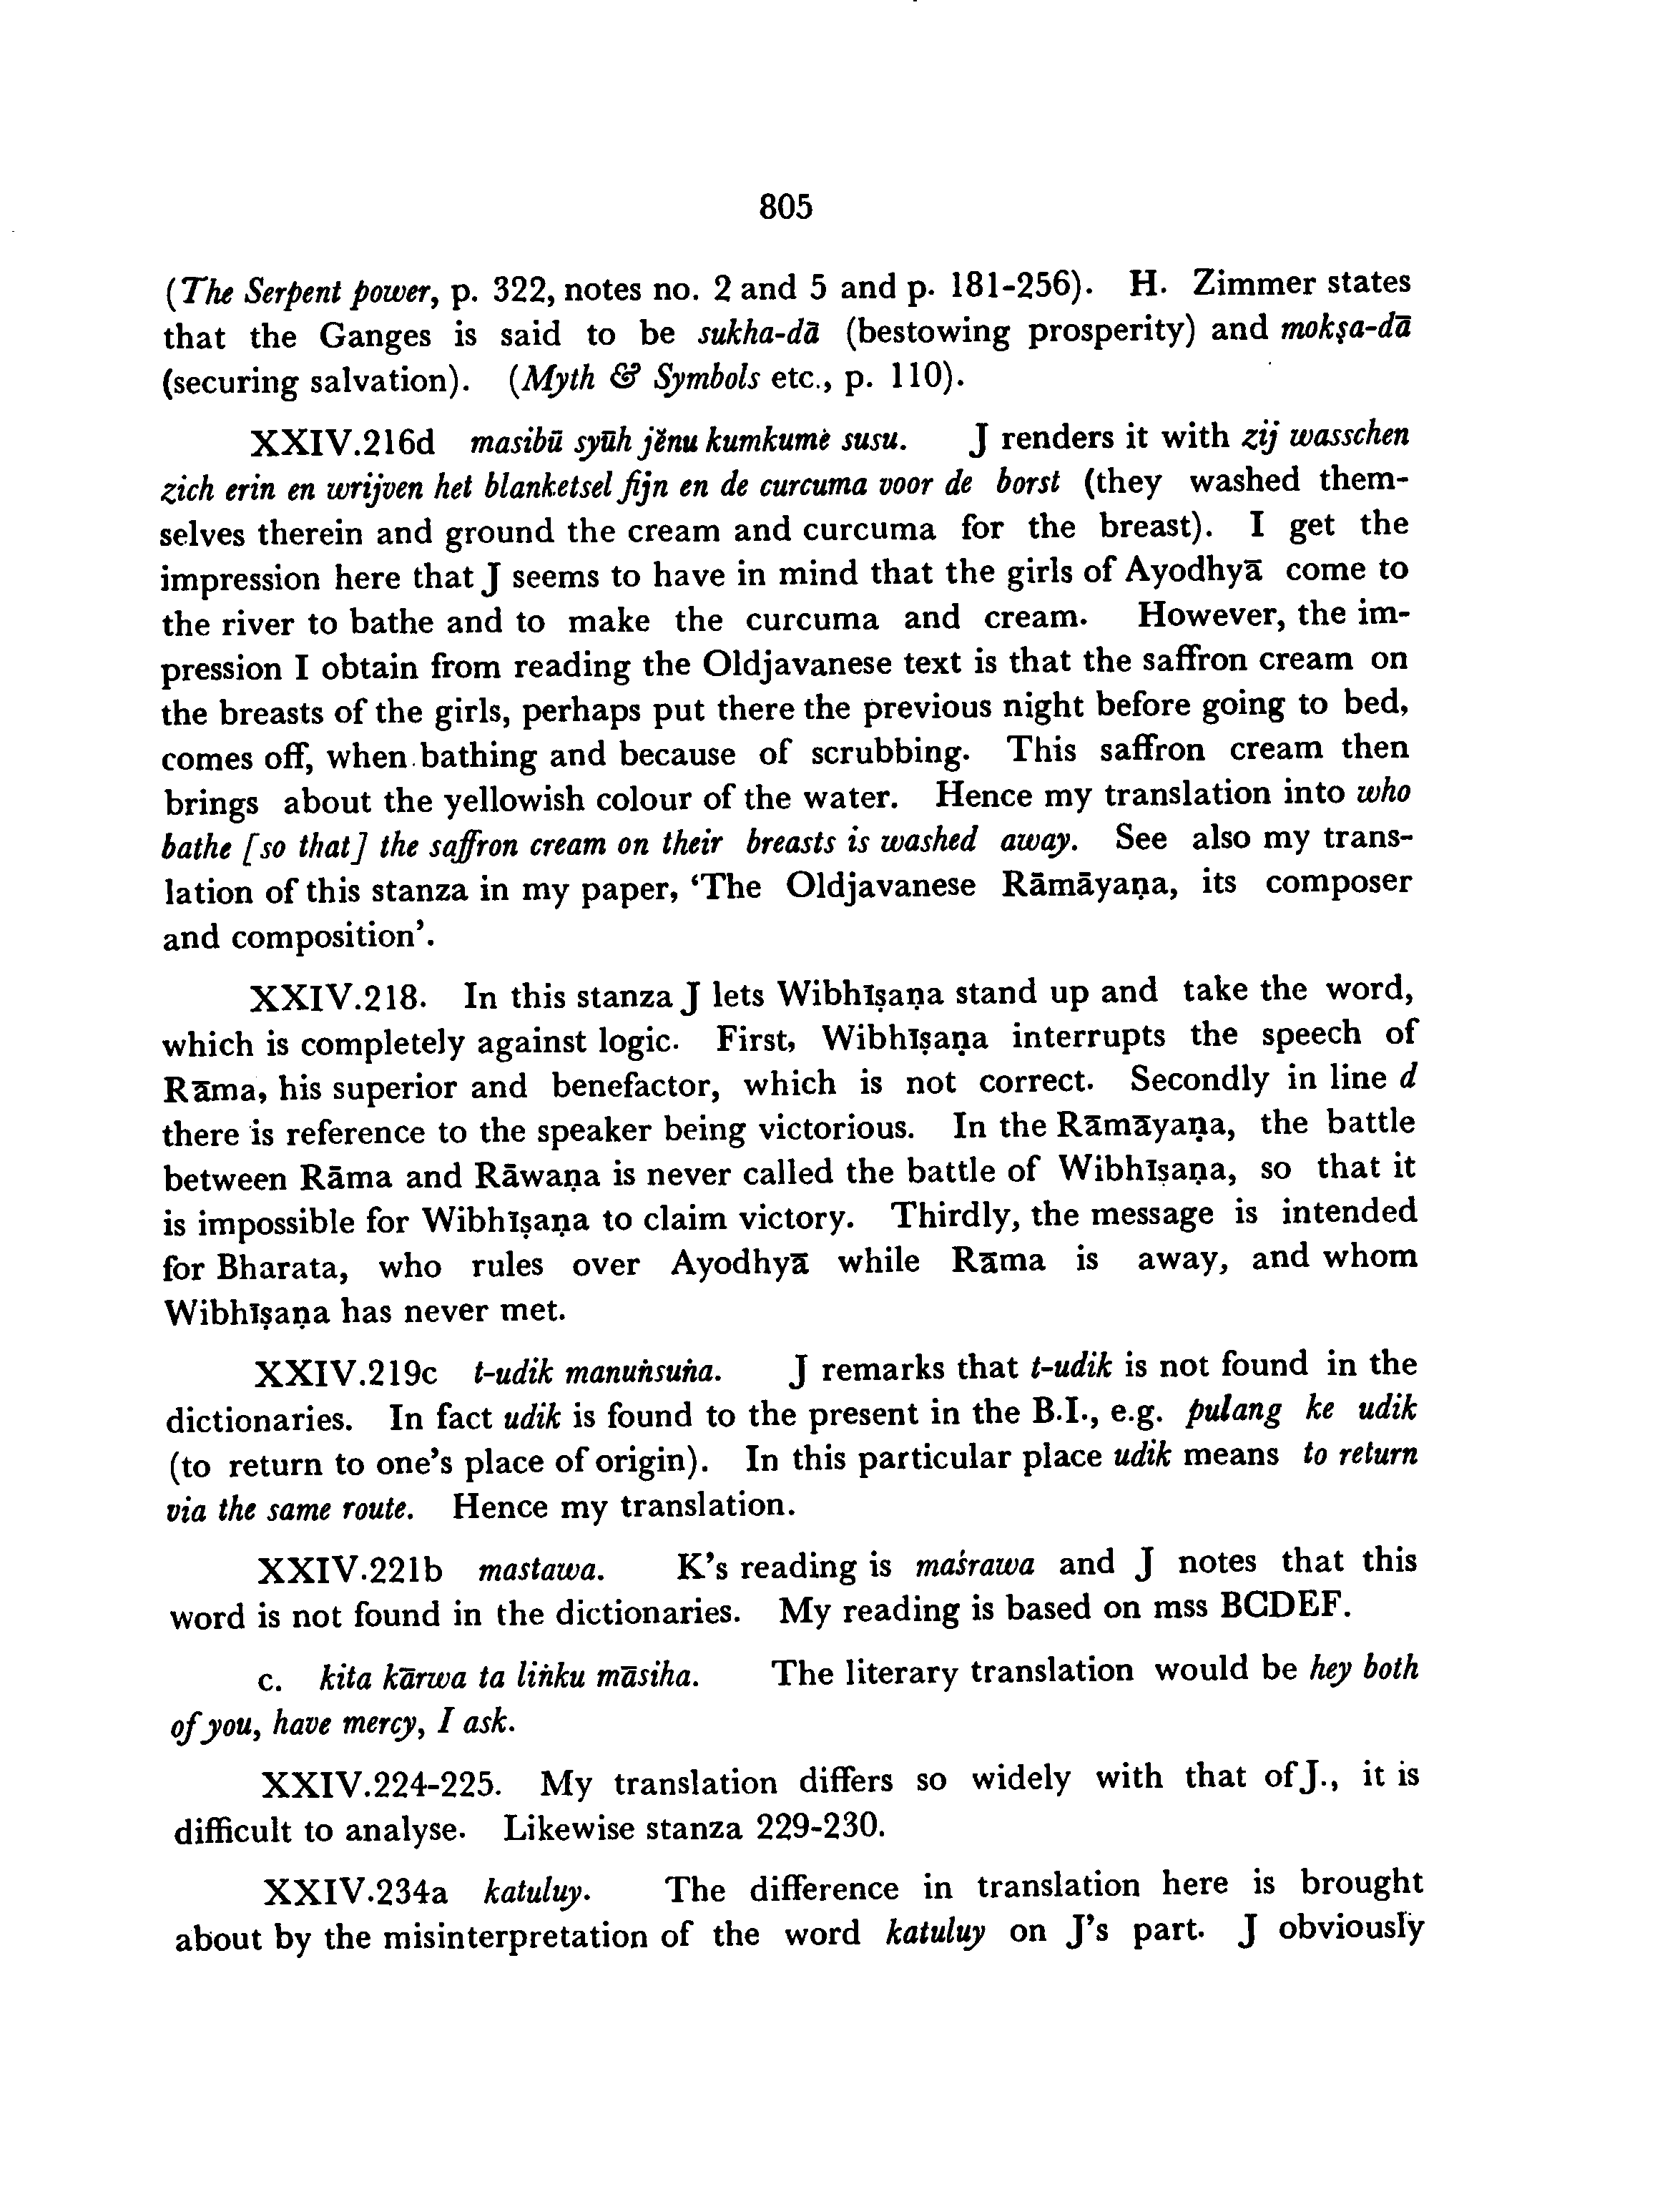 805
(The Serpent power, p. 322, notes no. 2 and 5 and p. 181-256). H. Zimmer states
that the Ganges is said to be sukha-dā (bestowing prosperity) and mokṣa-dā
(securing salvation). (Myth & Symbols etc., p. 110).
XXIV.216d masibū syūh jĕnu kumkumė susu. J renders it with zij wasschen
zich erin en wrijven het blanketsel fijn en de curcuma voor de borst (they washed them-
selves therein and ground the cream and curcuma for the breast). I get the
impression here that J seems to have in mind that the girls of Ayodhyā come to
the river to bathe and to make the curcuma and cream. However, the im-
pression I obtain from reading the Oldjavanese text is that the saffron cream on
the breasts of the girls, perhaps put there the previous night before going to bed,
comes off, when bathing and because of scrubbing. This saffron cream then
brings about the yellowish colour of the water. Hence my translation into who
bathe [so that] the saffron cream on their breasts is washed away. See also my trans-
lation of this stanza in my paper, ‘The Oldjavanese Rāmāyaṇa, its composer
and composition’.
XXIV.218. In this stanza J lets Wibhīṣaṇa stand up and take the word,
which is completely against logic. First, Wibhīṣaṇa interrupts the speech of
Rāma, his superior and benefactor, which is not correct. Secondly in line d
there is reference to the speaker being victorious. In the Rāmāyaṇa, the battle
between Rāma and Rāwaṇa is never called the battle of Wibhīṣaṇa, so that it
is impossible for Wibhīṣaṇa to claim victory. Thirdly, the message is intended
for Bharata, who rules over Ayodhyā while Rāma is away, and whom
Wibhīṣaṇa has never met.
XXIV.219c t-udik manuṅsuṅa. J remarks that t-udik is not found in the
dictionaries. In fact udik is found to the present in the B.I., e.g. pulang ke udik
(to return to one’s place of origin). In this particular place udik means to return
via the same route. Hence my translation.
XXIV.221b mastawa. K’s reading is maśrawa and J notes that this
word is not found in the dictionaries. My reading is based on mss BCDEF.
c. kita kārwa ta liṅku māsiha. The literary translation would be hey both
of you, have mercy, I ask.
XXIV.224-225. My translation differs so widely with that of J., it is
difficult to analyse. Likewise stanza 229-230.
XXIV.234a katuluy. The difference in translation here is brought
about by the misinterpretation of the word katuluy on J’s part. J obviously